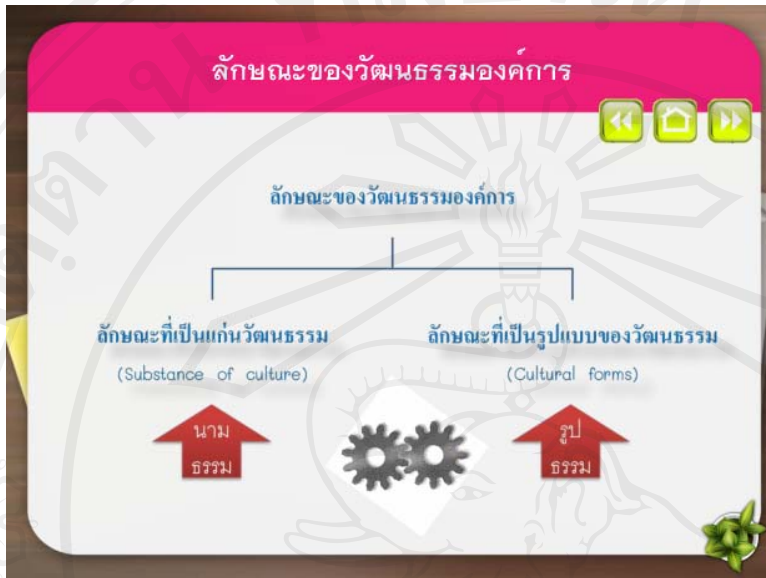 ลักษณะของวัฒนธรรมองค์การ
ลักษณะของวัฒนธรรมองค์การ
ลักษณะที่เป็นแก่นวัฒนธรรม
(Substance of culture)
ลักษณะที่เป็นรูปแบบของวัฒนธรรม
(Cultural forms)
นาม
ธรรม
รูป
ธรรม